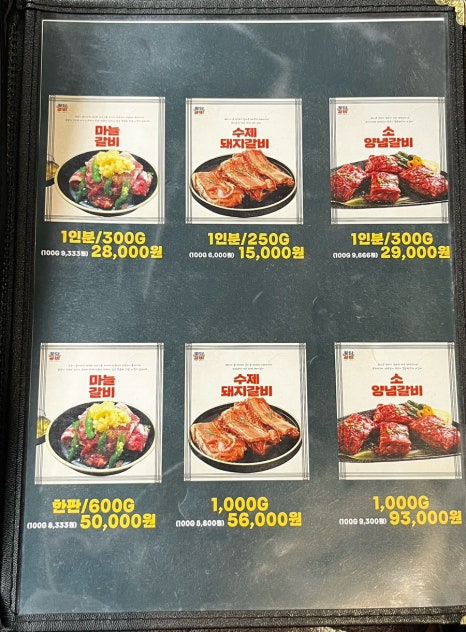 마늘
갈비
1인분/300G
(100G 9,333원) 28,000원
수제
돼지갈비
1인분/250G
(100G 6,000원) 15,000원
소
양념갈비
1인분/300G
(100G 9,666원) 29,000원
마늘
갈비
한판/600G
(100G 8,333원) 50,000원
수제
돼지갈비
1,000G
(100G 5,600원) 56,000원
소
양념갈비
1,000G
(100G 9,300원) 93,000원